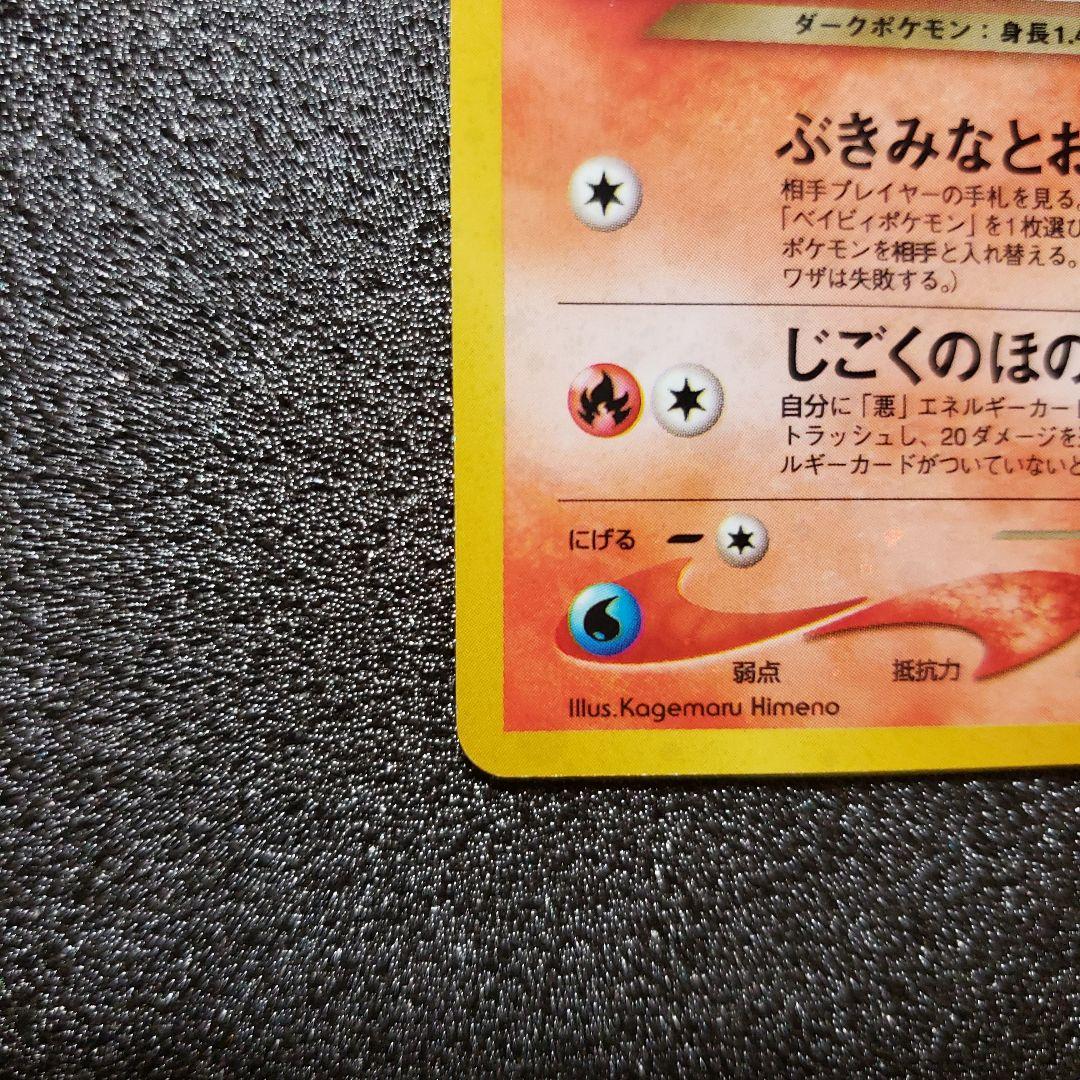 ダークポケモン：身長1.4
ぶきみなとお
相手プレイヤーの手札を見る。
「ベイビィポケモン」を1枚選び
ポケモンを相手と入れ替える。
ワザは失敗する。）
じごくのほの
自分に「悪」エネルギーカード
トラッシュし、20ダメージを
ルギーカードがついていないと
にげる
弱点 抵抗力
Illus.Kagemaru Himeno